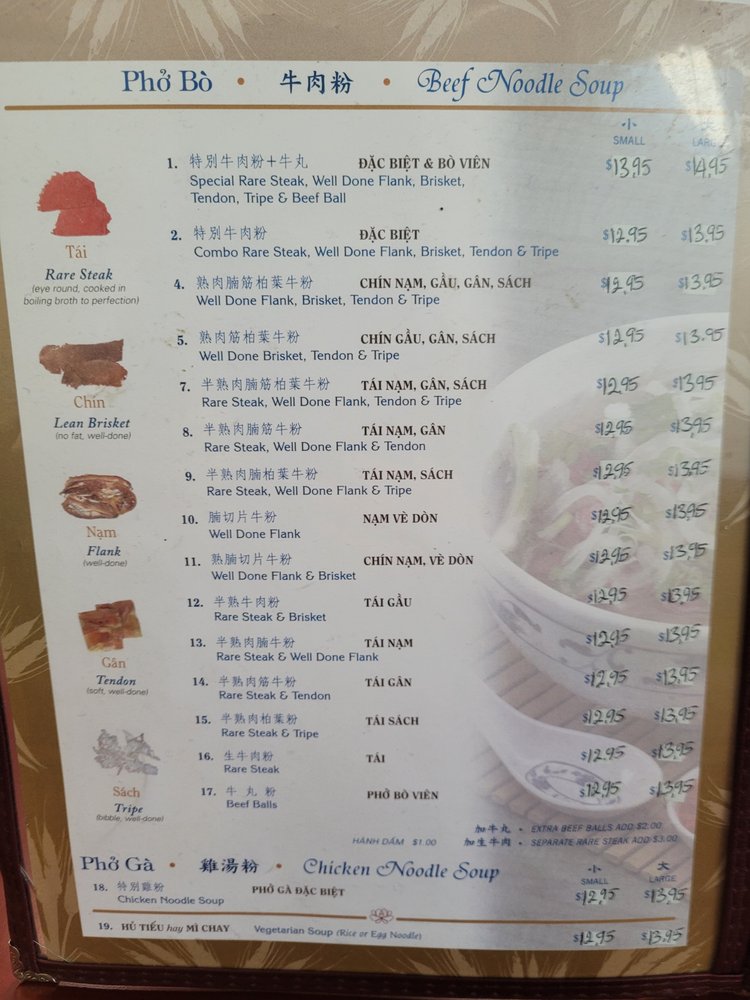 Phở Bò • 牛肉粉 • Beef Noodle Soup
小
SMALL LARGE
1. 特別牛肉粉+牛丸 ĐẶC BIỆT & BÒ VIÊN $13.95 $14.95
Special Rare Steak, Well Done Flank, Brisket,
Tendon, Tripe & Beef Ball
2. 特別牛肉粉 ĐẶC BIỆT $12.95 $13.95
Combo Rare Steak, Well Done Flank, Brisket, Tendon & Tripe
4. 熟肉腩筋柏葉牛粉 CHÍN NẠM, GẦU, GÂN, SÁCH $12.95 $13.95
Well Done Flank, Brisket, Tendon & Tripe
5. 熟肉筋柏葉牛粉 CHÍN GẦU, GÂN, SÁCH $12.95 $13.95
Well Done Brisket, Tendon & Tripe
7. 半熟肉腩筋柏葉牛粉 TÁI NẠM, GÂN, SÁCH $12.95 $13.95
Rare Steak, Well Done Flank, Tendon & Tripe
8. 半熟肉腩筋牛粉 TÁI NẠM, GÂN $12.95 $13.95
Rare Steak, Well Done Flank & Tendon
9. 半熟肉腩柏葉牛粉 TÁI NẠM, SÁCH $12.95 $13.95
Rare Steak, Well Done Flank & Tripe
10. 腩切片牛粉 NẠM VÈ DÒN $12.95 $13.95
Well Done Flank
11. 熟腩切片牛粉 CHÍN NẠM, VÈ DÒN $12.95 $13.95
Well Done Flank & Brisket
12. 半熟牛肉粉 TÁI GẦU $12.95 $13.95
Rare Steak & Brisket
13. 半熟肉腩牛粉 TÁI NẠM $12.95 $13.95
Rare Steak & Well Done Flank
14. 半熟肉筋牛粉 TÁI GÂN $12.95 $13.95
Rare Steak & Tendon
15. 半熟肉柏葉粉 TÁI SÁCH $12.95 $13.95
Rare Steak & Tripe
16. 生牛肉粉 TÁI $12.95 $13.95
Rare Steak
17. 牛丸粉 PHỞ BÒ VIÊN $12.95 $13.95
Beef Balls
Tái
Rare Steak
(eye round, cooked in
boiling broth to perfection)
Chín
Lean Brisket
(no fat, well-done)
Nạm
Flank
(well-done)
Gân
Tendon
(soft, well-done)
Sách
Tripe
(bibble, well-done)
加牛丸 • EXTRA BEEF BALLS ADD $2.00
HÀNH DẤM $1.00 加生牛肉 • SEPARATE RARE STEAK ADD $3.00
Phở Gà • 雞湯粉 • Chicken Noodle Soup
小 大
SMALL LARGE
18. 特別雞粉 PHỞ GÀ ĐẶC BIỆT $12.95 $13.95
Chicken Noodle Soup
19. HỦ TIẾU hay MÌ CHAY Vegetarian Soup (Rice or Egg Noodle) $12.95 $13.95